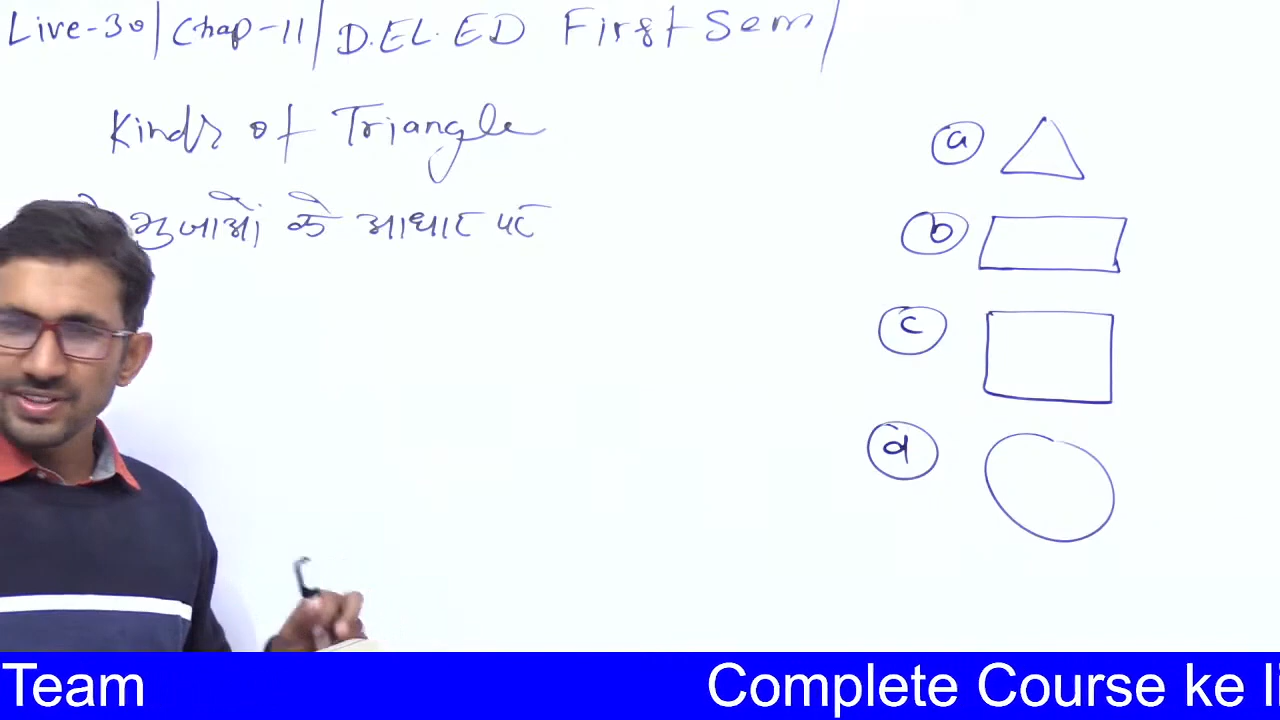 Live-30/Chap-11/D.EL.ED First Sem/
Kinds of Triangle
भुजाओं के आधार पर
a
b
c
d
Team Complete Course ke li